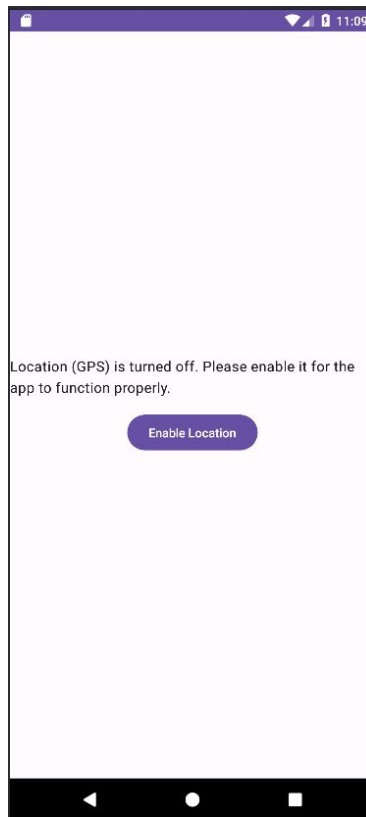 11:09
Location (GPS) is turned off. Please enable it for the
app to function properly.
Enable Location